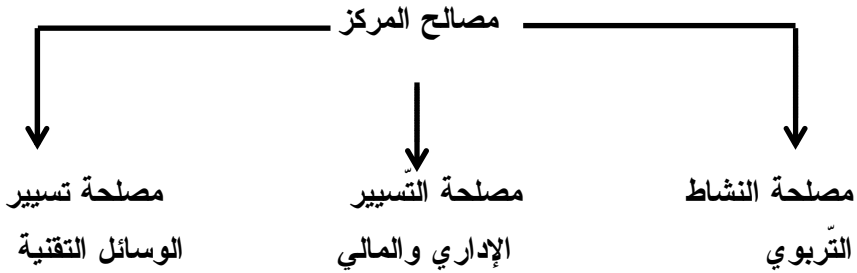 مصالح المركز
مصلحة النشاط
التّربوي
مصلحة التّسيير
الإداري والمالي
مصلحة تسيير
الوسائل التقنية